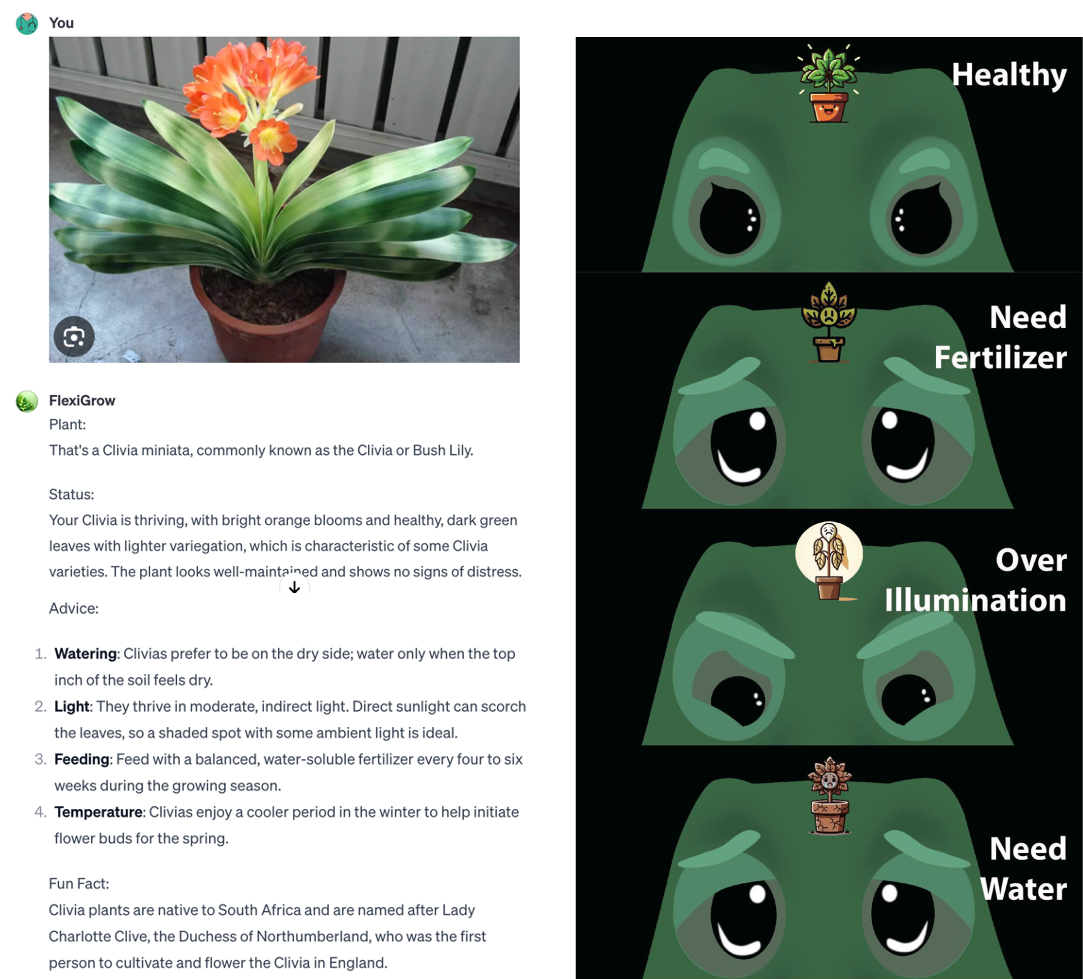 You
FlexiGrow
Plant:
That's a Clivia miniata, commonly known as the Clivia or Bush Lily.
Status:
Your Clivia is thriving, with bright orange blooms and healthy, dark green
leaves with lighter variegation, which is characteristic of some Clivia
varieties. The plant looks well-maintained and shows no signs of distress.
Advice:
1. Watering: Clivias prefer to be on the dry side; water only when the top
inch of the soil feels dry.
2. Light: They thrive in moderate, indirect light. Direct sunlight can scorch
the leaves, so a shaded spot with some ambient light is ideal.
3. Feeding: Feed with a balanced, water-soluble fertilizer every four to six
weeks during the growing season.
4. Temperature: Clivias enjoy a cooler period in the winter to help initiate
flower buds for the spring.
Fun Fact:
Clivia plants are native to South Africa and are named after Lady
Charlotte Clive, the Duchess of Northumberland, who was the first
person to cultivate and flower the Clivia in England.
Healthy
Need
Fertilizer
Over
Illumination
Need
Water